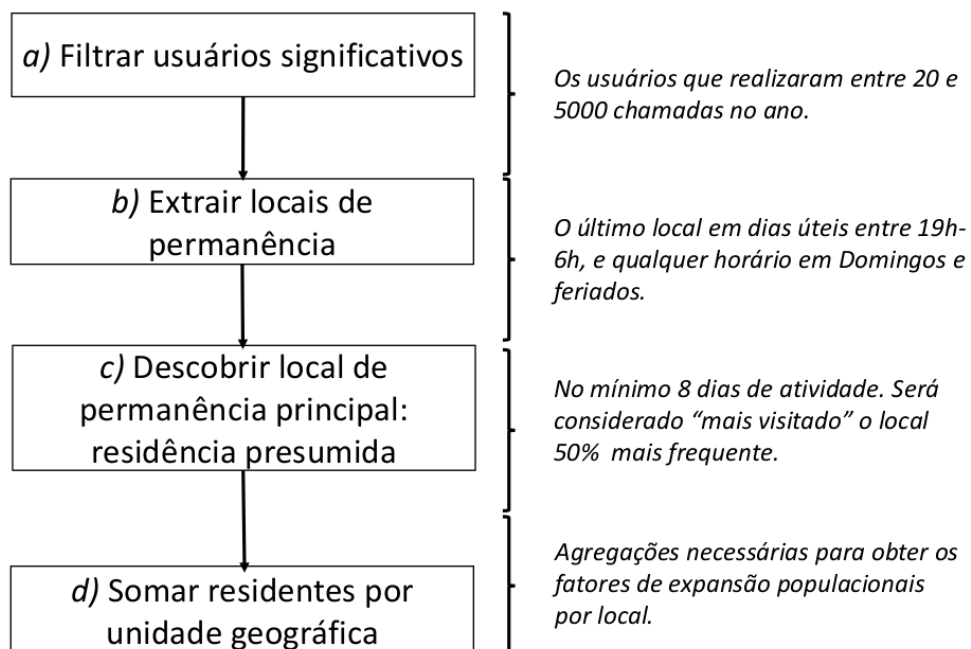 a) Filtrar usuários significativos
Os usuários que realizaram entre 20 e
5000 chamadas no ano.
b) Extrair locais de
permanência
O último local em dias úteis entre 19h-
6h, e qualquer horário em Domingos e
feriados.
c) Descobrir local de
permanência principal:
residência presumida
No mínimo 8 dias de atividade. Será
considerado “mais visitado” o local
50% mais frequente.
d) Somar residentes por
unidade geográfica
Agregações necessárias para obter os
fatores de expansão populacionais
por local.